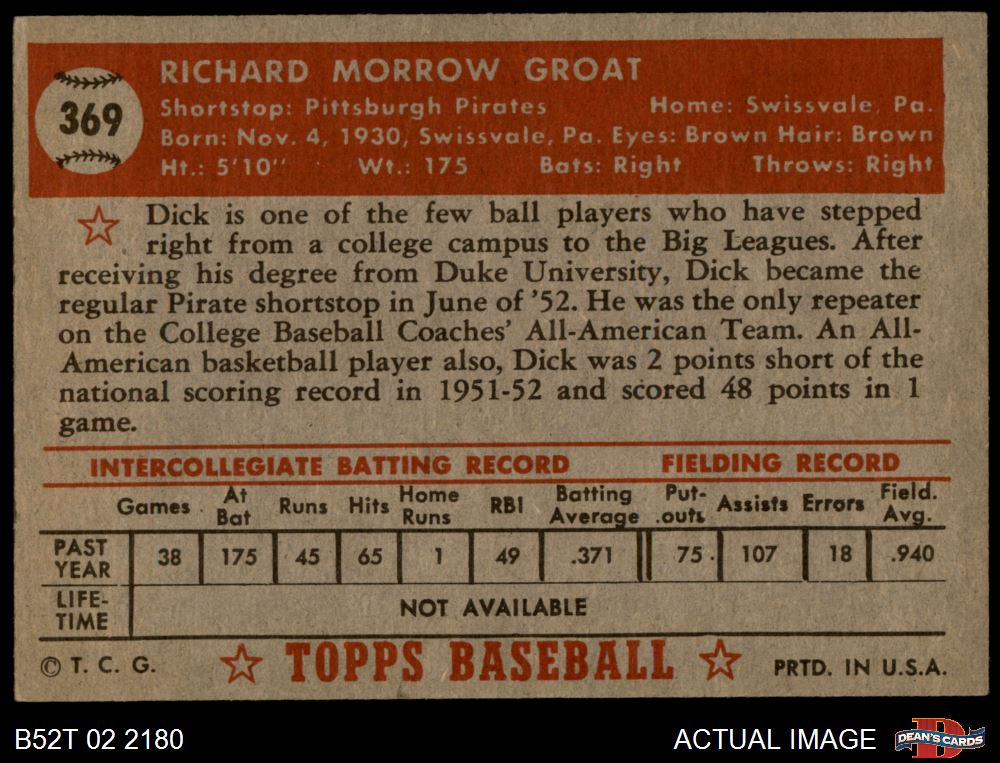 RICHARD MORROW GROAT
369
Shortstop: Pittsburgh Pirates Home: Swissvale, Pa.
Born: Nov. 4, 1930, Swissvale, Pa. Eyes: Brown Hair: Brown
Ht.: 5'10" Wt.: 175 Bats: Right Throws: Right
Dick is one of the few ball players who have stepped
right from a college campus to the Big Leagues. After
receiving his degree from Duke University, Dick became the
regular Pirate shortstop in June of '52. He was the only repeater
on the College Baseball Coaches' All-American Team. An All-
American basketball player also, Dick was 2 points short of the
national scoring record in 1951-52 and scored 48 points in 1
game.
INTERCOLLEGIATE BATTING RECORD FIELDING RECORD
Games At Bat Runs Hits Home Runs RBI Batting Average Put-outs Assists Errors Field. Avg.
PAST YEAR 38 175 45 65 1 49 .371 75 107 18 .940
LIFE-TIME NOT AVAILABLE
© T. C. G. TOPPS BASEBALL PRTD. IN U.S.A.
B52T 02 2180 ACTUAL IMAGE DEAN'S CARDS